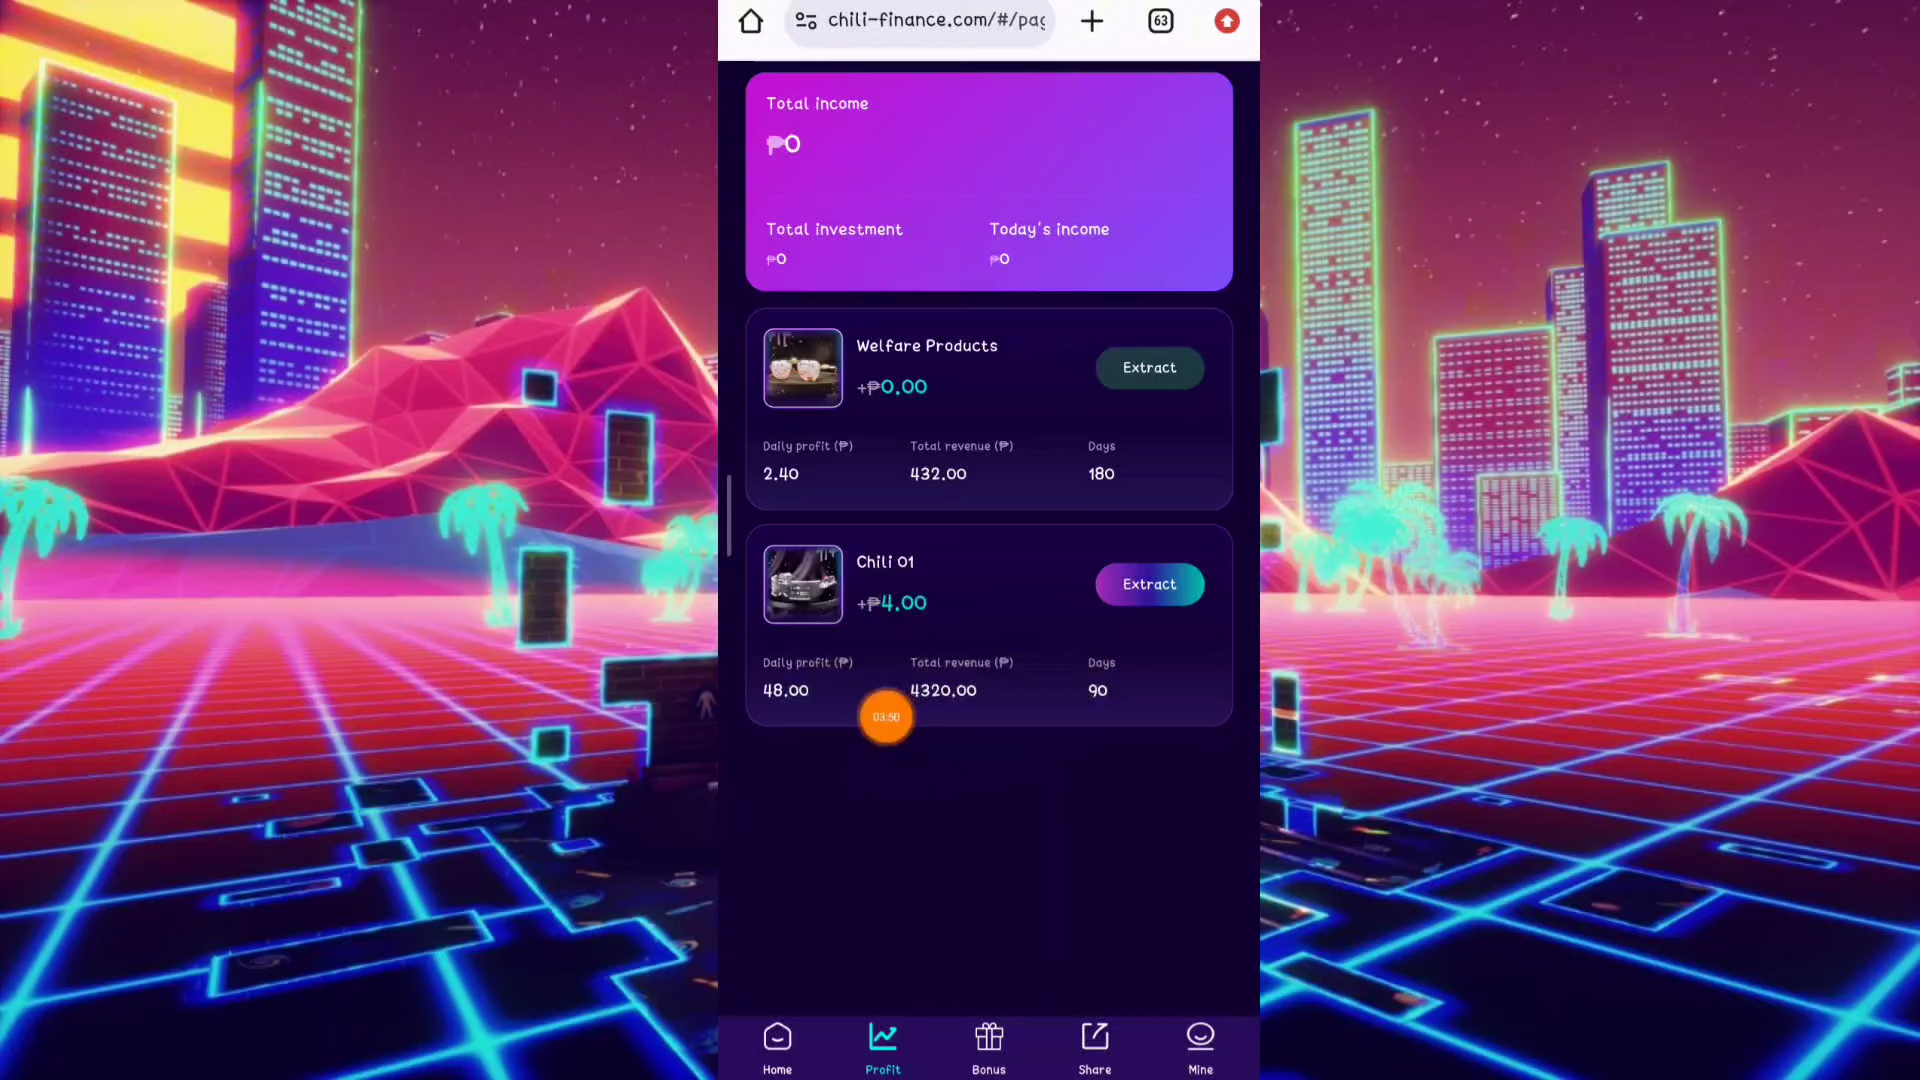 chili-finance.com/#/pag
63
Total income
₱0
Total investment
Today's income
₱0
₱0
Welfare Products
+₱0.00
Extract
Daily profit (₱)
Total revenue (₱)
Days
2.40
432.00
180
Chili 01
+₱4.00
Extract
Daily profit (₱)
Total revenue (₱)
Days
48.00
4320.00
90
03:50
Home
Profit
Bonus
Share
Mine